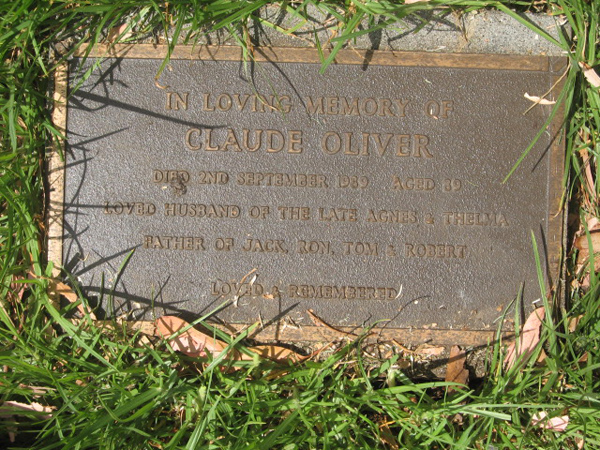 IN LOVING MEMORY OF
CLAUDE OLIVER
DIED 2ND SEPTEMBER 1989 AGED 89
LOVED HUSBAND OF THE LATE AGNES & THELMA
FATHER OF JACK, RON, TOM & ROBERT
LOVED & REMEMBERED